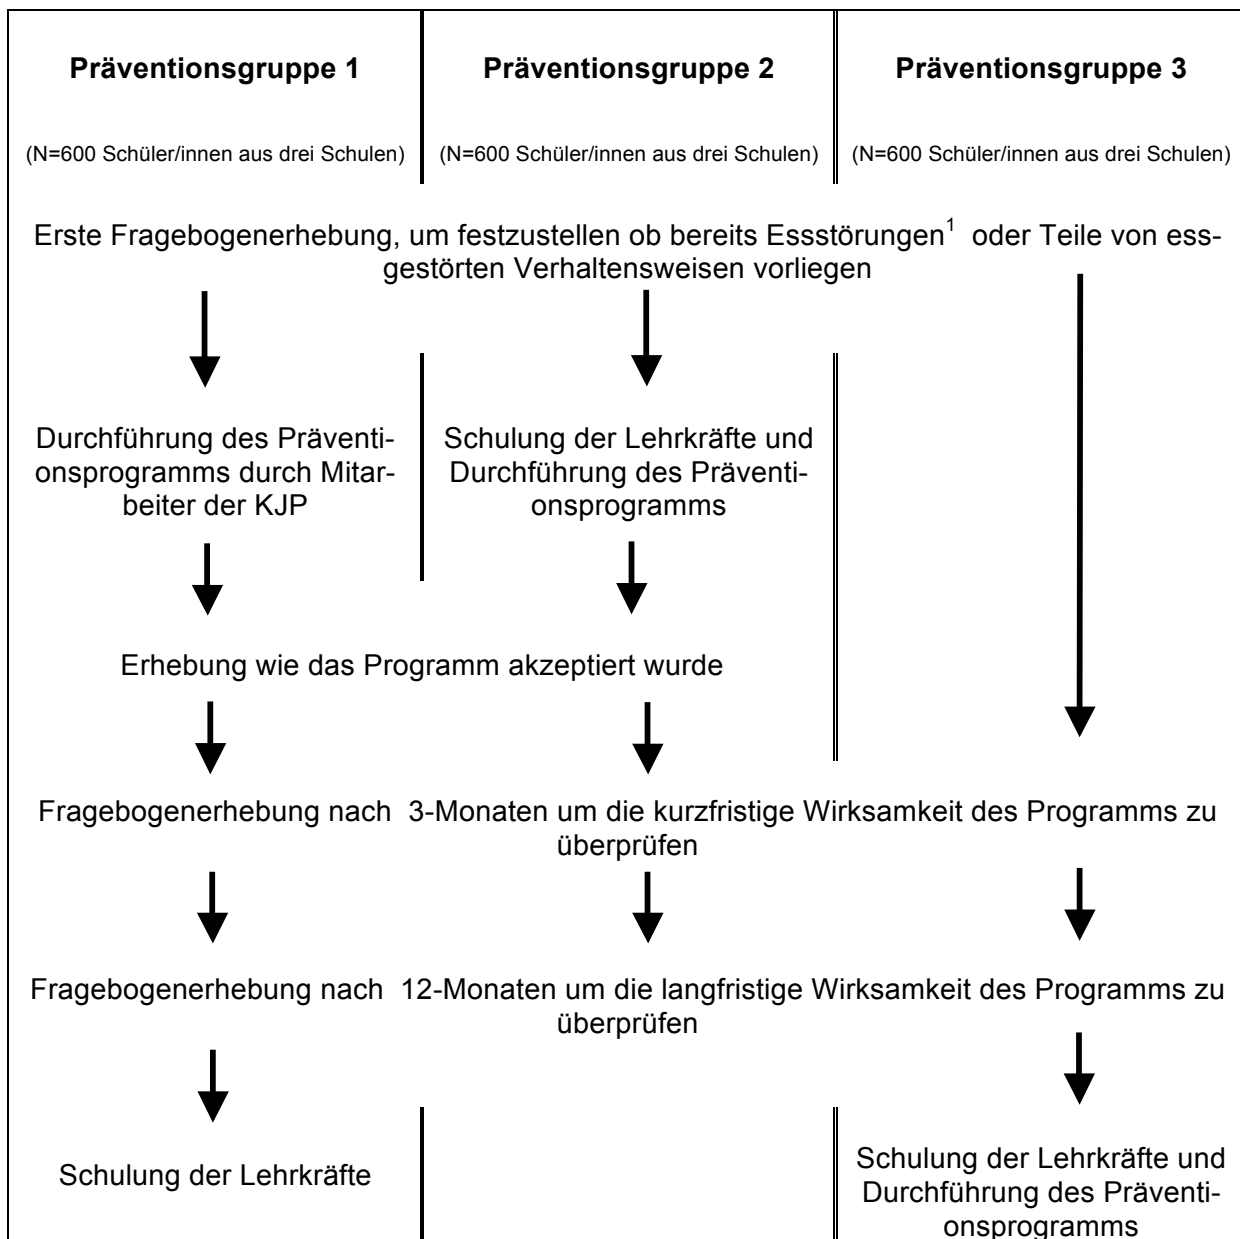 Präventionsgruppe 1
Präventionsgruppe 2
Präventionsgruppe 3
(N=600 Schüler/innen aus drei Schulen)
(N=600 Schüler/innen aus drei Schulen)
(N=600 Schüler/innen aus drei Schulen)
Erste Fragebogenerhebung, um festzustellen ob bereits Essstörungen1 oder Teile von ess-
gestörten Verhaltensweisen vorliegen
Durchführung des Präventi-
onsprogramms durch Mitar-
beiter der KJP
Schulung der Lehrkräfte und
Durchführung des Präventi-
onsprogramms
Erhebung wie das Programm akzeptiert wurde
Fragebogenerhebung nach 3-Monaten um die kurzfristige Wirksamkeit des Programms zu
überprüfen
Fragebogenerhebung nach 12-Monaten um die langfristige Wirksamkeit des Programms zu
überprüfen
Schulung der Lehrkräfte
Schulung der Lehrkräfte und
Durchführung des Präventi-
onsprogramms